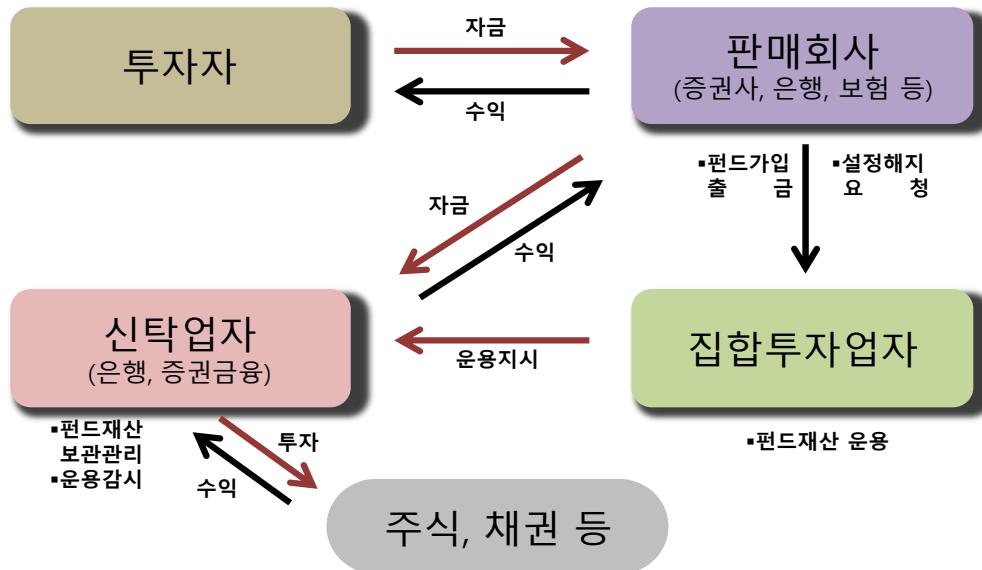 투자자
자금
수익
판매회사
(증권사, 은행, 보험 등)
▪펀드가입
출 금
▪설정해지
요 청
자금
수익
신탁업자
(은행, 증권금융)
운용지시
집합투자업자
▪펀드재산
보관관리
▪운용감시
투자
수익
▪펀드재산 운용
주식, 채권 등